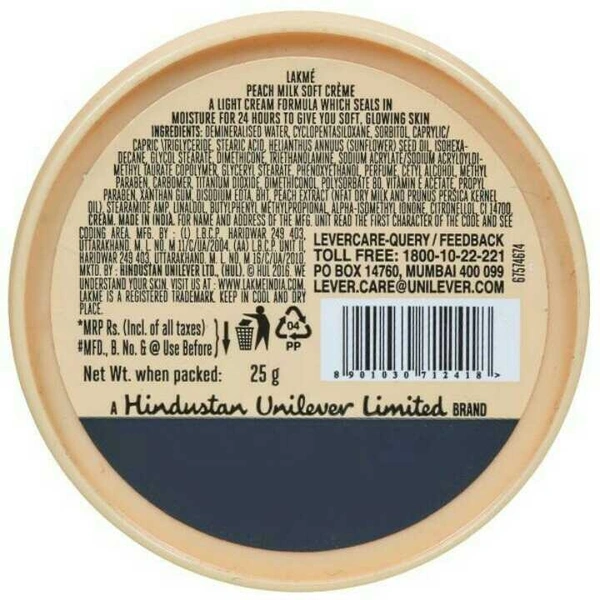 LAKMÉ
PEACH MILK SOFT CRÈME
A LIGHT CREAM FORMULA WHICH SEALS IN
MOISTURE FOR 24 HOURS TO GIVE YOU SOFT, GLOWING SKIN
INGREDIENTS: DEMINERALISED WATER, CYCLOPENTASILOXANE, SORBITOL, CAPRYLIC/
CAPRIC \TRIGLYCERIDE, STEARIC ACID, HELIANTHUS ANNUUS (SUNFLOWER) SEED OIL, ISOHEXA-
DECANE, GLYCOL STEARATE, DIMETHICONE, TRIETHANOLAMINE, SODIUM ACRYLATE/SODIUM ACRYLOYLDI-
METHYL TAURATE COPOLYMER, GLYCERYL STEARATE, PHENOXYETHANOL, PERFUME, CETYL ALCOHOL, METHYL
PARABEN, CARBOMER, TITANIUM DIOXIDE, DIMETHICONOL, POLYSORBATE 80, VITAMIN E ACETATE, PROPYL
PARABEN, XANTHAN GUM, DISODIUM EDTA, BHT, PEACH EXTRACT (NFAT DRY MILK AND PRUNUS PERSICA KERNEL
OIL), STEARAMIDE AMP, LINALOOL, BUTYLPHENYL METHYLPROPIONAL, ALPHA-ISOMETHYL IONONE, CITRONELLOL, CI 14700.
CREAM. MADE IN INDIA. FOR NAME AND ADDRESS OF THE MFG. UNIT READ THE FIRST CHARACTER OF THE CODE AND SEE
CODING AREA. MFG. BY : (L) L.B.C.P., HARIDWAR 249 403,
UTTARAKHAND. M. L. NO. M 11/C/UA/2004. (AA) L.B.C.P. UNIT II,
HARIDWAR 249 403, UTTARAKHAND. M. L. NO. M 16/C/UA/2010.
MKTD. BY : HINDUSTAN UNILEVER LTD., (HUL). © HUL 2016. WE
UNDERSTAND YOUR SKIN. VISIT US AT : WWW.LAKMEINDIA.COM.
LAKME IS A REGISTERED TRADEMARK. KEEP IN COOL AND DRY
PLACE.
LEVERCARE-QUERY / FEEDBACK
TOLL FREE: 1800-10-22-221
PO BOX 14760, MUMBAI 400 099
LEVER.CARE@UNILEVER.COM
67574674
*MRP Rs. (Incl. of all taxes)
#MFD., B. No. & @ Use Before
04
PP
Net Wt. when packed: 25 g
8 901030 712418 >
A Hindustan Unilever Limited BRAND